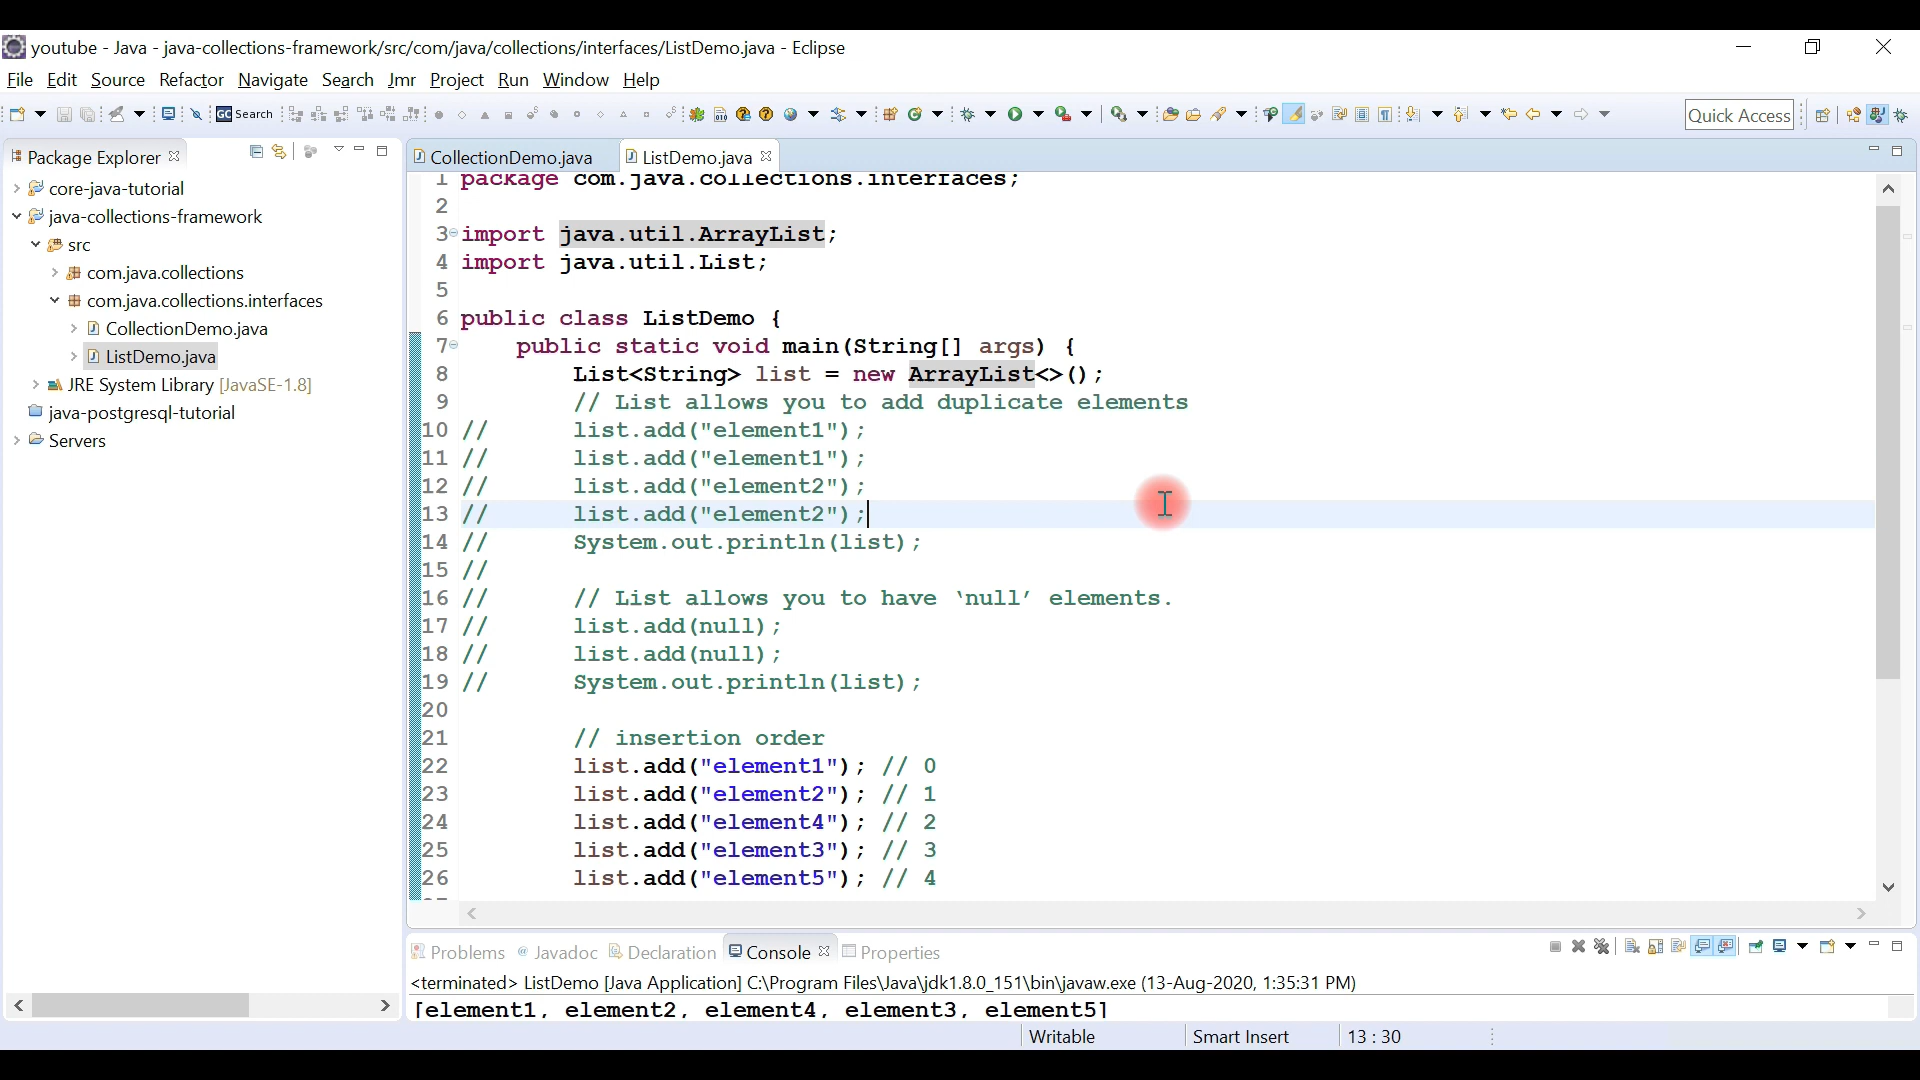 youtube - Java - java-collections-framework/src/com/java/collections/interfaces/ListDemo.java - Eclipse
File Edit Source Refactor Navigate Search Jmr Project Run Window Help
GC Search
Quick Access
Package Explorer
core-java-tutorial
java-collections-framework
src
com.java.collections
com.java.collections.interfaces
CollectionDemo.java
ListDemo.java
JRE System Library [JavaSE-1.8]
java-postgresql-tutorial
Servers
CollectionDemo.java ListDemo.java
1 package com.java.collections.interfaces;
2
3 import java.util.ArrayList;
4 import java.util.List;
5
6 public class ListDemo {
7     public static void main(String[] args) {
8         List<String> list = new ArrayList<>();
9         // List allows you to add duplicate elements
10 //      list.add("element1");
11 //      list.add("element1");
12 //      list.add("element2");
13 //      list.add("element2");
14 //      System.out.println(list);
15 //
16 //      // List allows you to have ‘null’ elements.
17 //      list.add(null);
18 //      list.add(null);
19 //      System.out.println(list);
20
21         // insertion order
22         list.add("element1"); // 0
23         list.add("element2"); // 1
24         list.add("element4"); // 2
25         list.add("element3"); // 3
26         list.add("element5"); // 4
Problems Javadoc Declaration Console Properties
<terminated> ListDemo [Java Application] C:\Program Files\Java\jdk1.8.0_151\bin\javaw.exe (13-Aug-2020, 1:35:31 PM)
[element1, element2, element4, element3, element5]
Writable Smart Insert 13 : 30